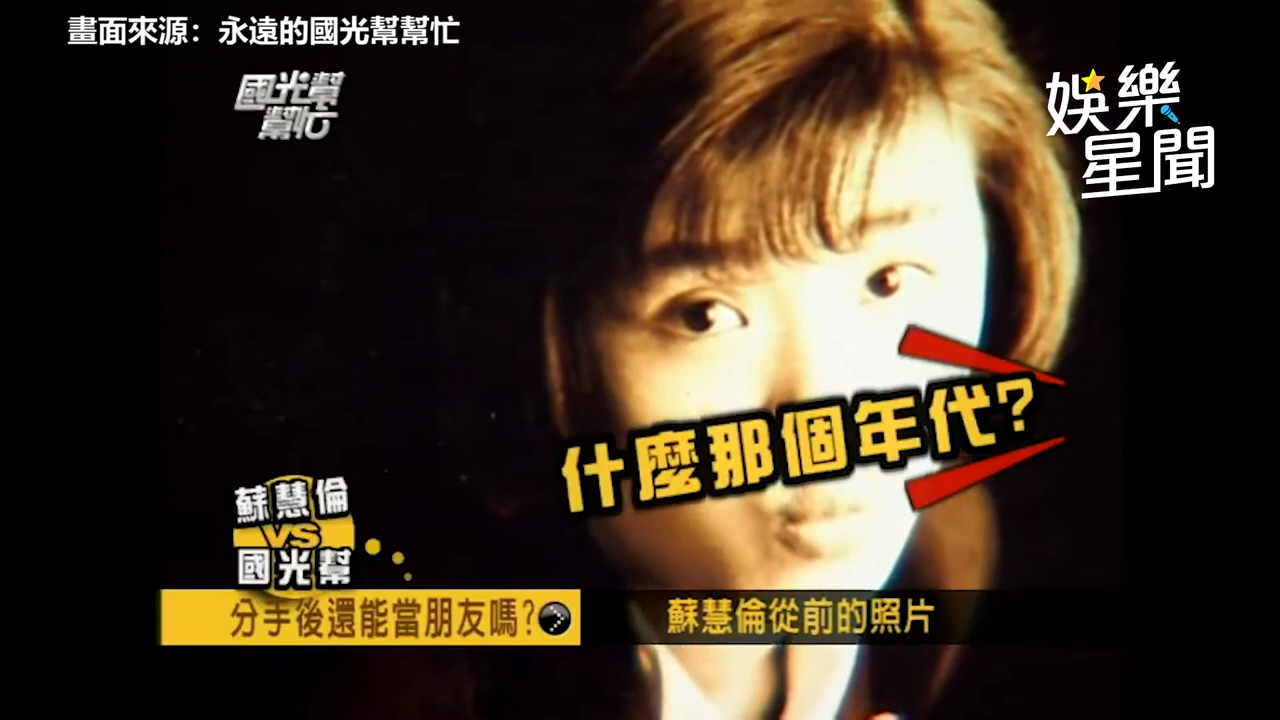 畫面來源：永遠的國光幫幫忙
國光幫
幫忙
娛樂
星聞
什麼那個年代?
蘇慧倫
VS
國光幫
分手後還能當朋友嗎?
蘇慧倫從前的照片